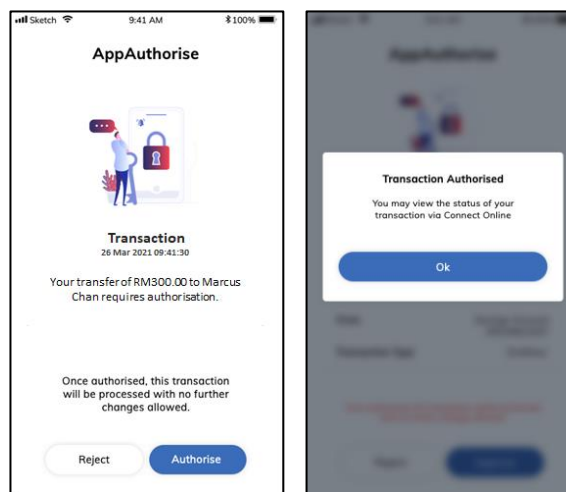 Sketch 9:41 AM 100%
AppAuthorise
Transaction
26 Mar 2021 09:41:30
Your transfer of RM300.00 to Marcus
Chan requires authorisation.
Once authorised, this transaction
will be processed with no further
changes allowed.
Reject Authorise
AppAuthorise
Transaction Authorised
You may view the status of your
transaction via Connect Online
Ok